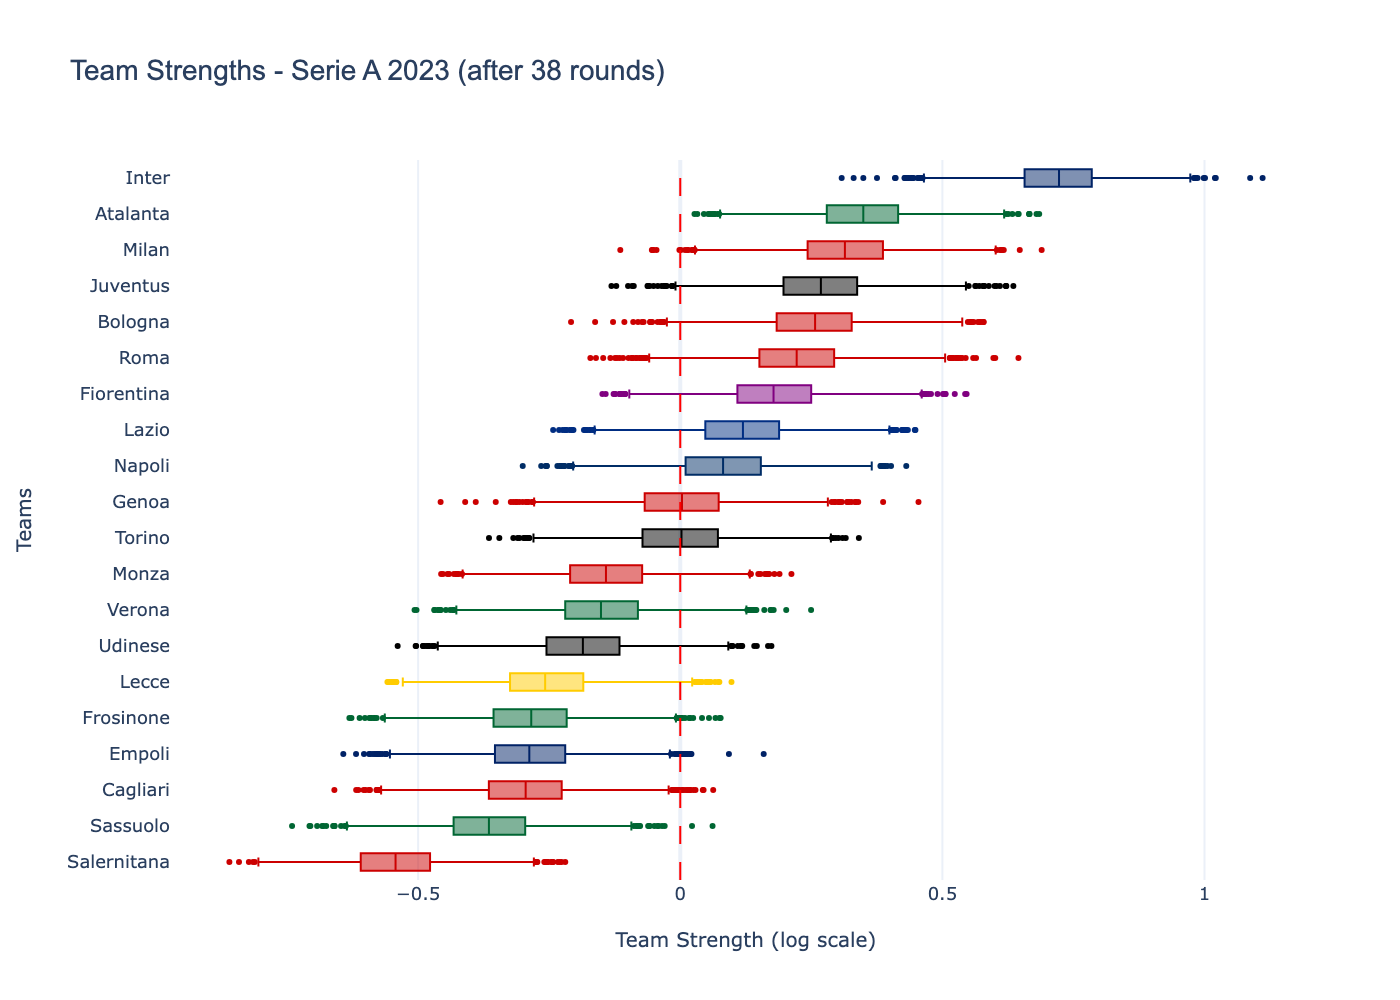 Team Strengths - Serie A 2023 (after 38 rounds)
Inter
Atalanta
Milan
Juventus
Bologna
Roma
Fiorentina
Lazio
Napoli
Genoa
Torino
Monza
Verona
Udinese
Lecce
Frosinone
Empoli
Cagliari
Sassuolo
Salernitana
Teams
−0.5
0
0.5
1
Team Strength (log scale)